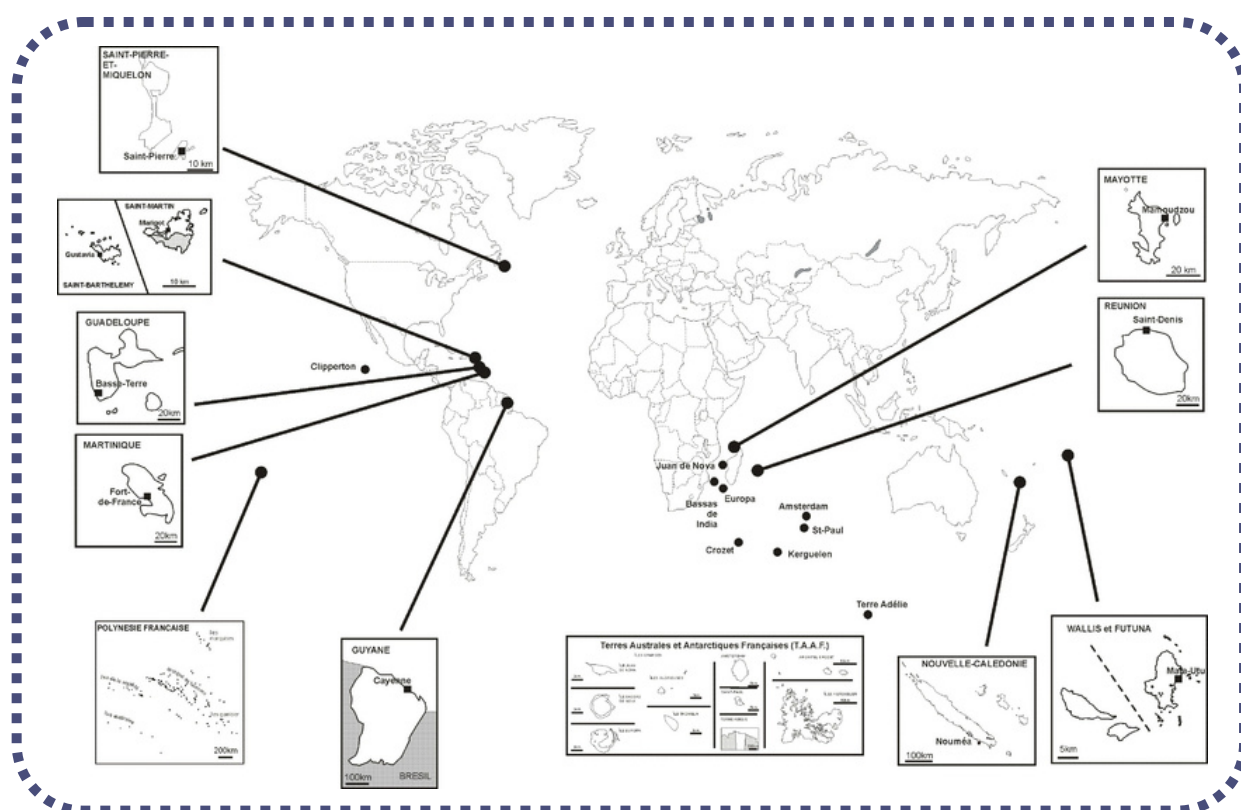 SAINT-PIERRE-
ET-
MIQUELON
Saint-Pierre
10 km
SAINT-MARTIN
Marigot
Gustavia
SAINT-BARTHELEMY
10 km
GUADELOUPE
Basse-Terre
20km
MARTINIQUE
Fort-
de-France
20km
Clipperton
MAYOTTE
Mamoudzou
20 km
REUNION
Saint-Denis
20km
Juan de Nova
Bassas
de
India
Europa
Amsterdam
St-Paul
Crozet
Kerguelen
Terre Adélie
POLYNESIE FRANCAISE
200km
GUYANE
Cayenne
100km
BRESIL
Terres Australes et Antarctiques Françaises (T.A.A.F.)
NOUVELLE-CALEDONIE
Nouméa
100km
WALLIS et FUTUNA
Mata-Utu
5km